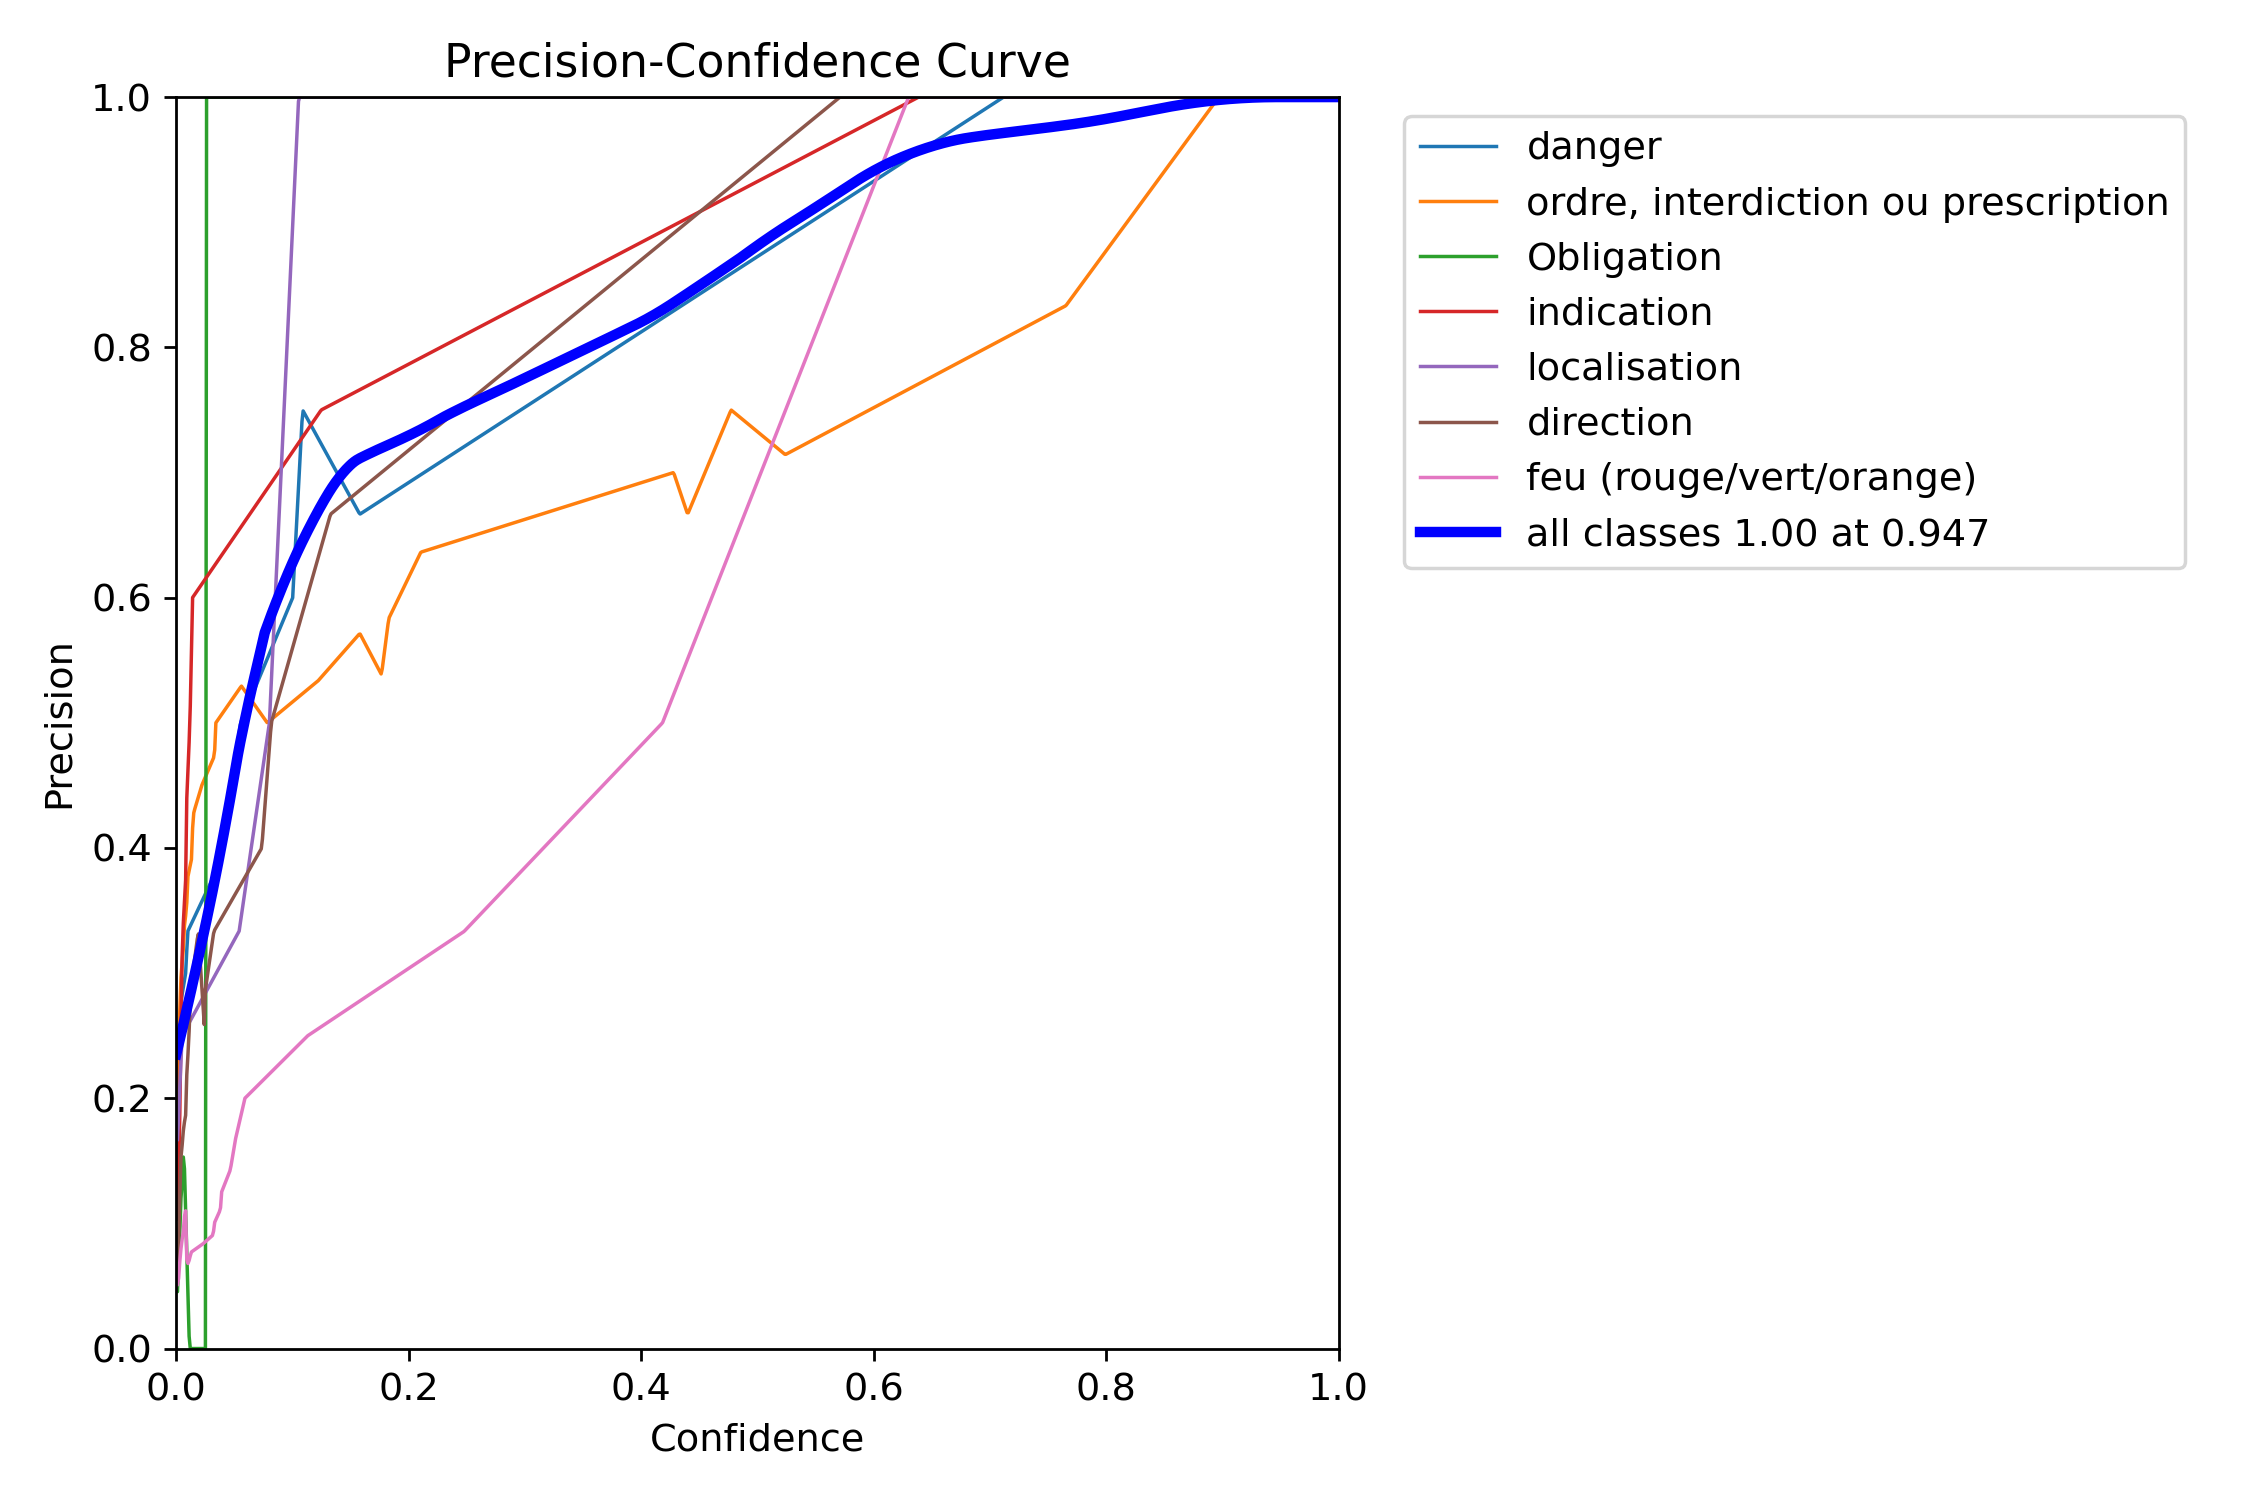 Precision-Confidence Curve
1.0
0.8
0.6
0.4
0.2
0.0
Precision
0.0 0.2 0.4 0.6 0.8 1.0
Confidence
danger
ordre, interdiction ou prescription
Obligation
indication
localisation
direction
feu (rouge/vert/orange)
all classes 1.00 at 0.947